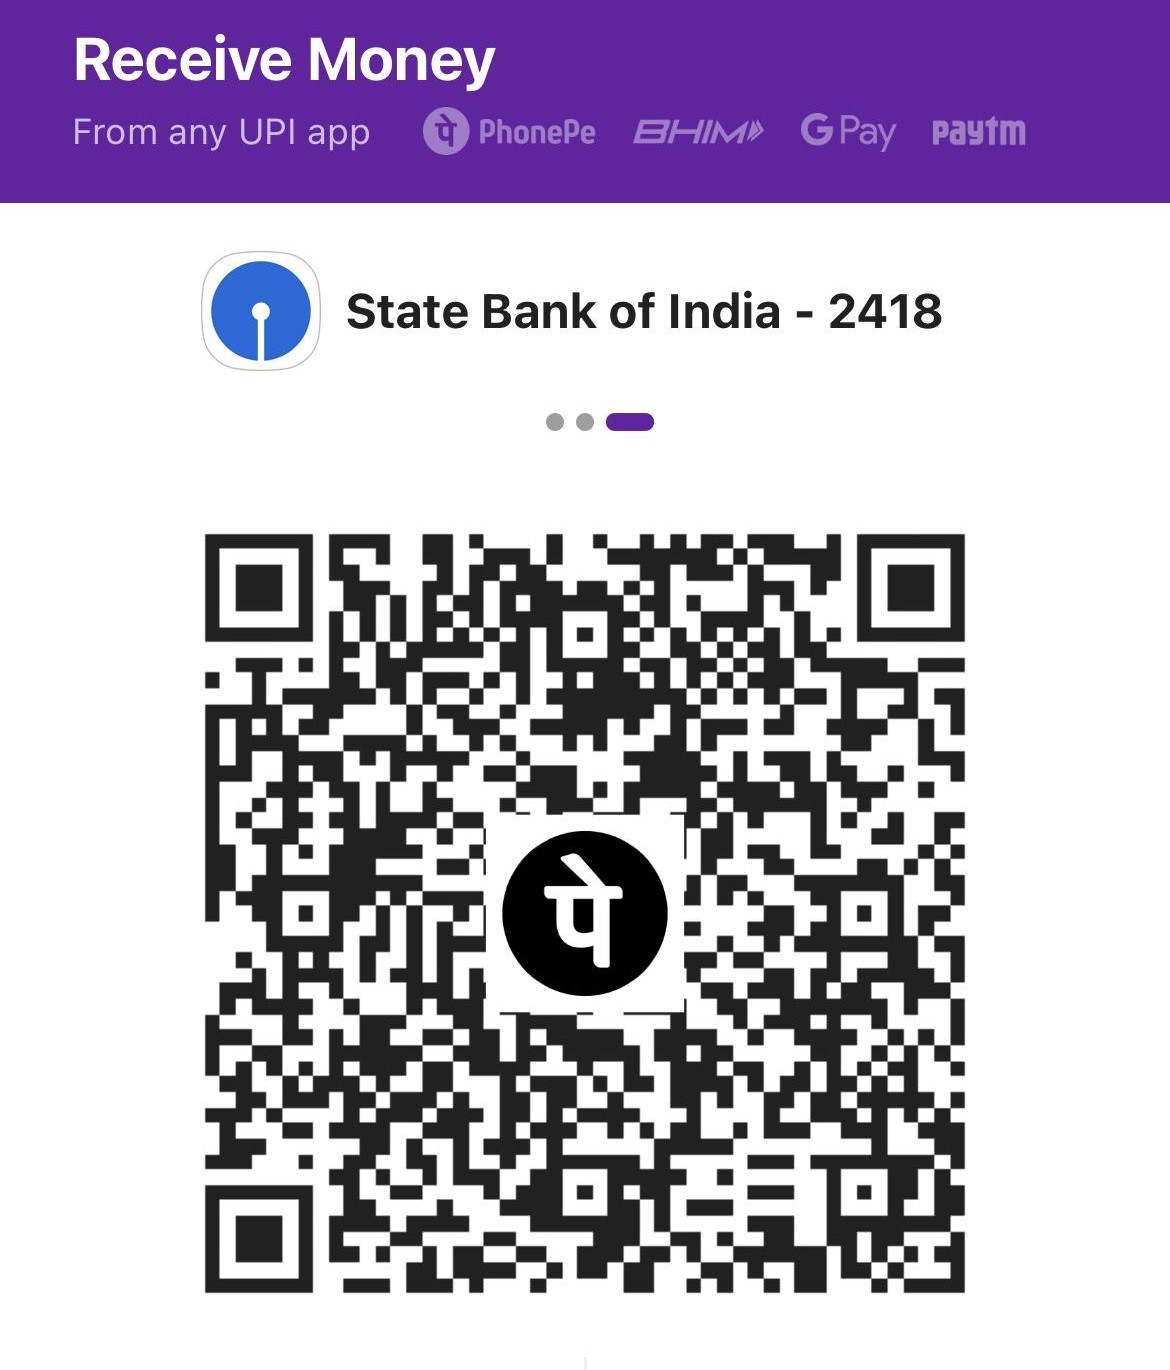 Receive Money
From any UPI app पे PhonePe BHIM G Pay paytm
State Bank of India - 2418
पे